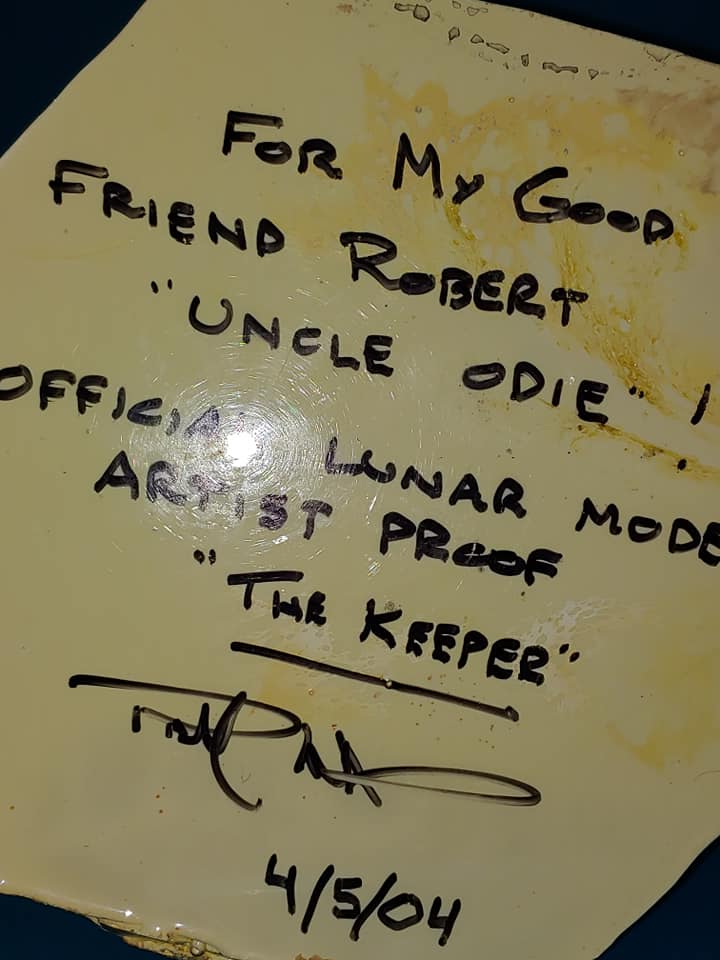 FOR MY GOOD
FRIEND ROBERT
"UNCLE ODIE"!
OFFICIAL LUNAR MODE
ARTIST PROOF
"THE KEEPER"
4/5/04